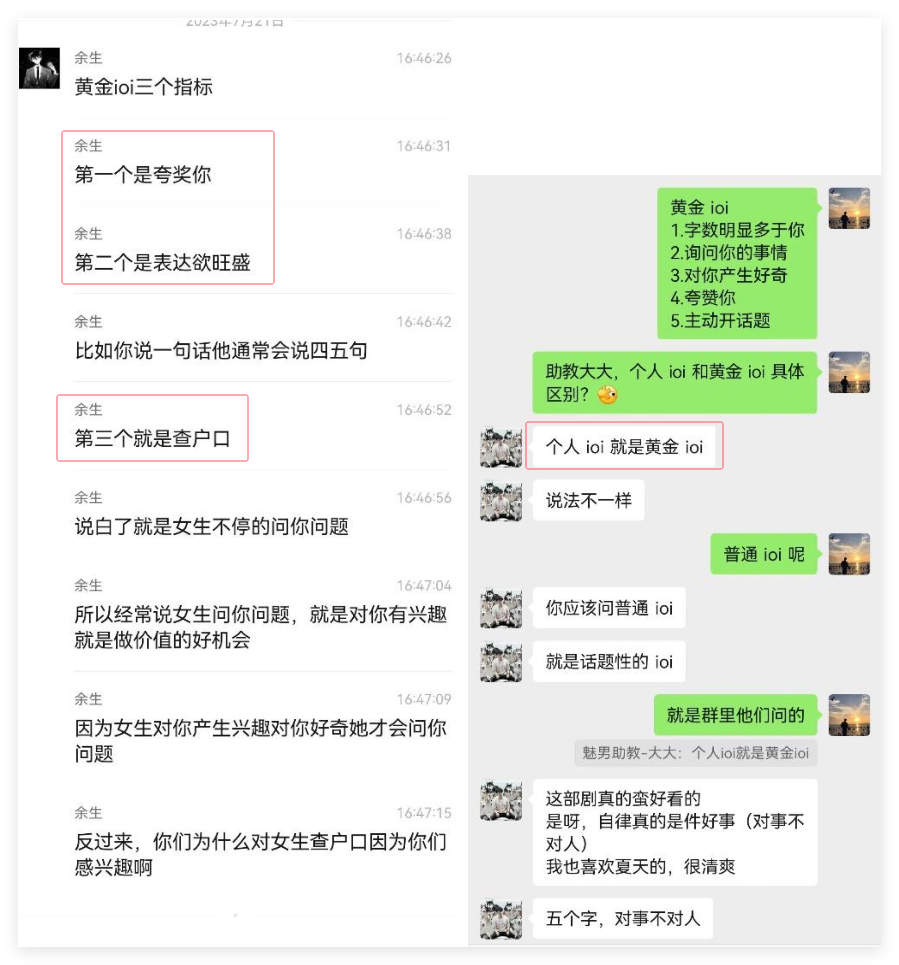 2023年7月21日
余生
16:46:26
黄金ioi三个指标
余生
16:46:31
第一个是夸奖你
余生
16:46:38
第二个是表达欲旺盛
余生
16:46:42
比如你说一句话他通常会说四五句
余生
16:46:52
第三个就是查户口
余生
16:46:56
说白了就是女生不停的问你问题
余生
16:47:04
所以经常说女生问你问题，就是对你有兴趣
就是做价值的好机会
余生
16:47:09
因为女生对你产生兴趣对你好奇她才会问你
问题
余生
16:47:15
反过来，你们为什么对女生查户口因为你们
感兴趣啊
黄金 ioi
1.字数明显多于你
2.询问你的事情
3.对你产生好奇
4.夸赞你
5.主动开话题
助教大大，个人 ioi 和黄金 ioi 具体
区别？
个人 ioi 就是黄金 ioi
说法不一样
普通 ioi 呢
你应该问普通 ioi
就是话题性的 ioi
就是群里他们问的
魅男助教-大大：个人ioi就是黄金ioi
这部剧真的蛮好看的
是呀，自律真的是件好事（对事不
对人）
我也喜欢夏天的，很清爽
五个字，对事不对人